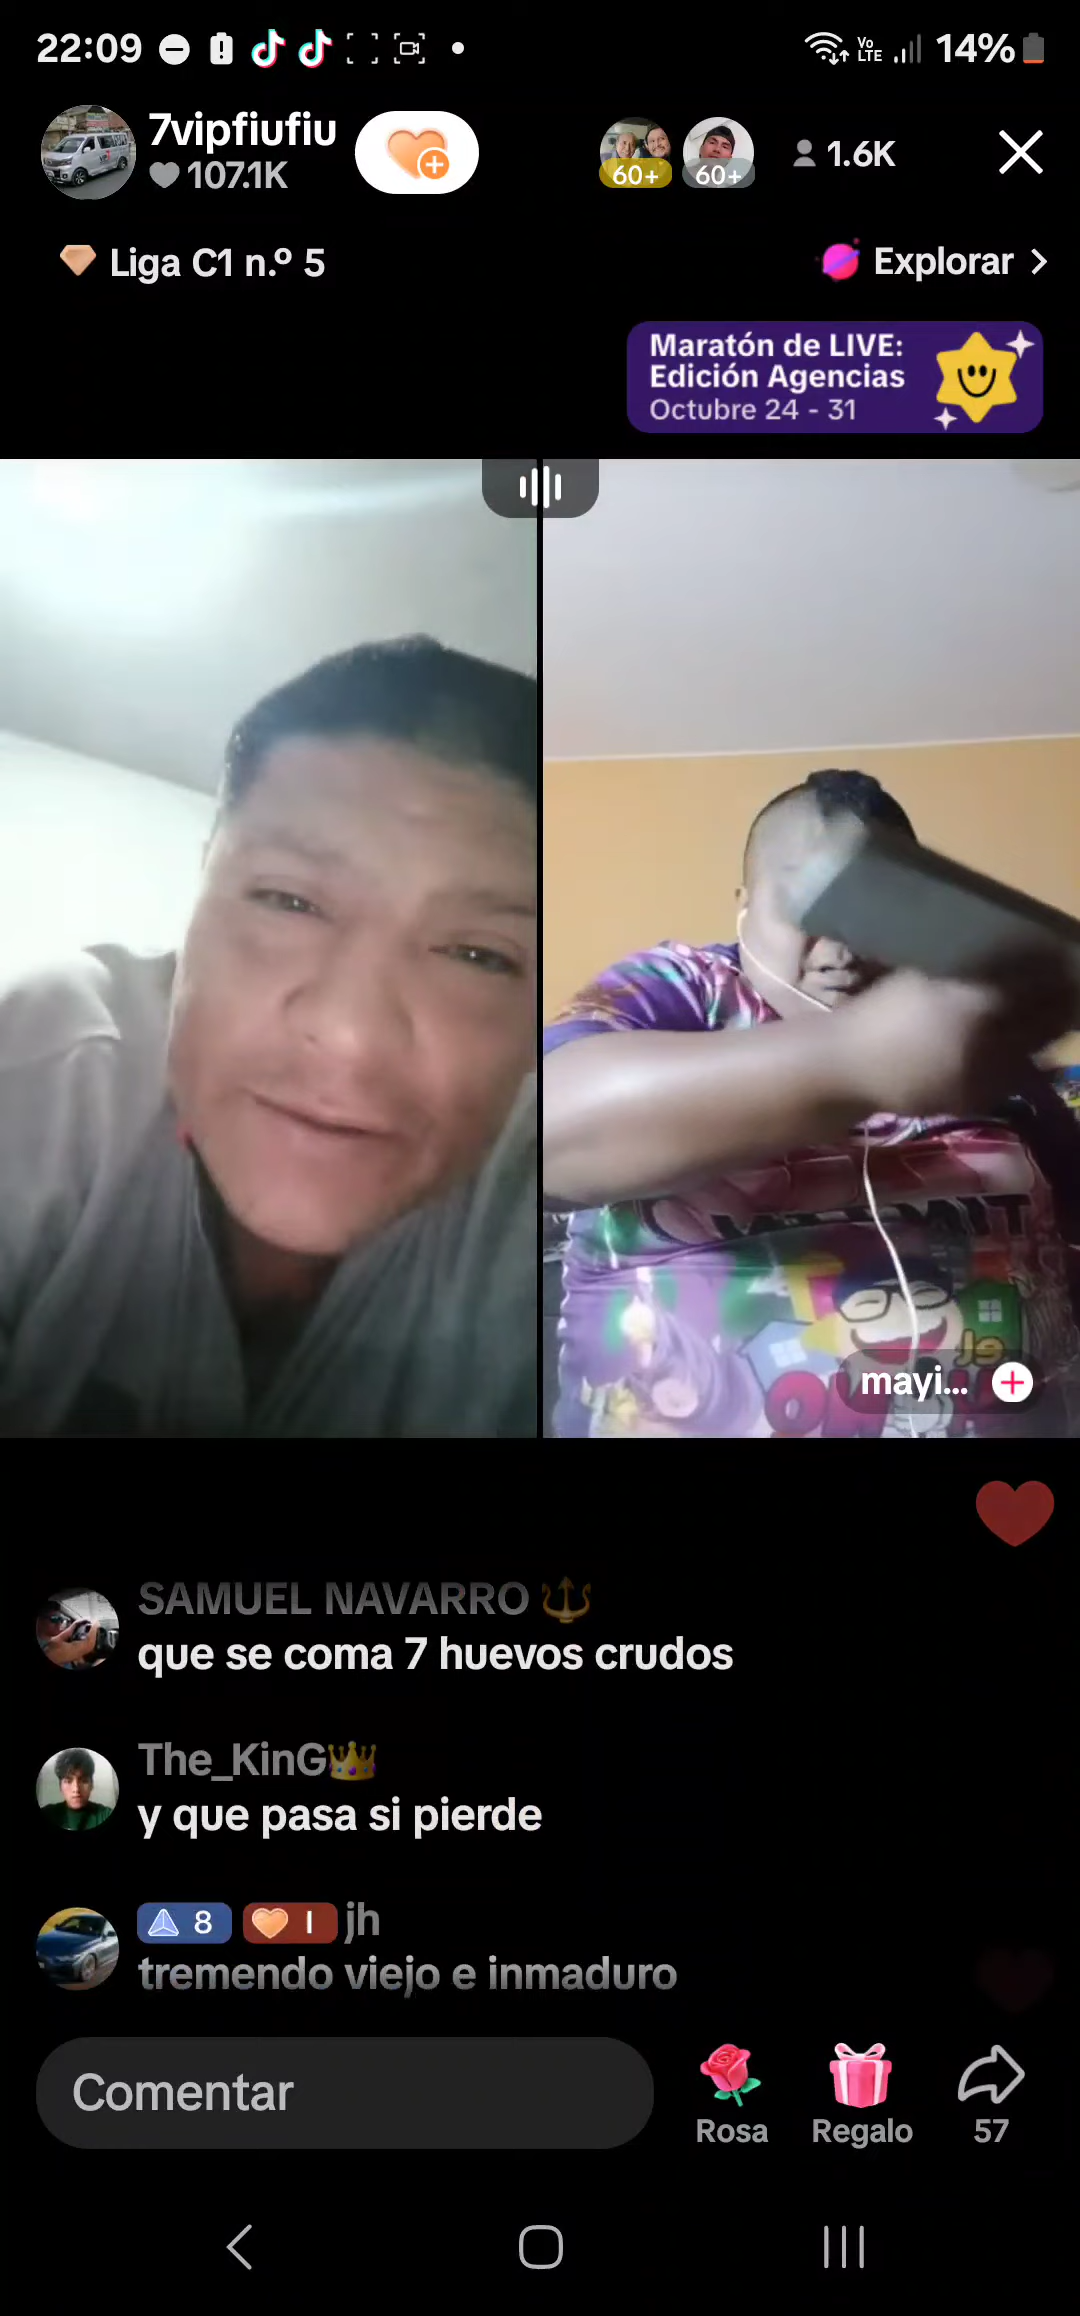 22:09
Vo
LTE
14%
7vipfiufiu
107.1K
60+
60+
1.6K
Liga C1 n.º 5
Explorar
Maratón de LIVE:
Edición Agencias
Octubre 24 - 31
mayi...
SAMUEL NAVARRO
que se coma 7 huevos crudos
The_KinG
y que pasa si pierde
8
I
jh
tremendo viejo e inmaduro
Comentar
Rosa
Regalo
57